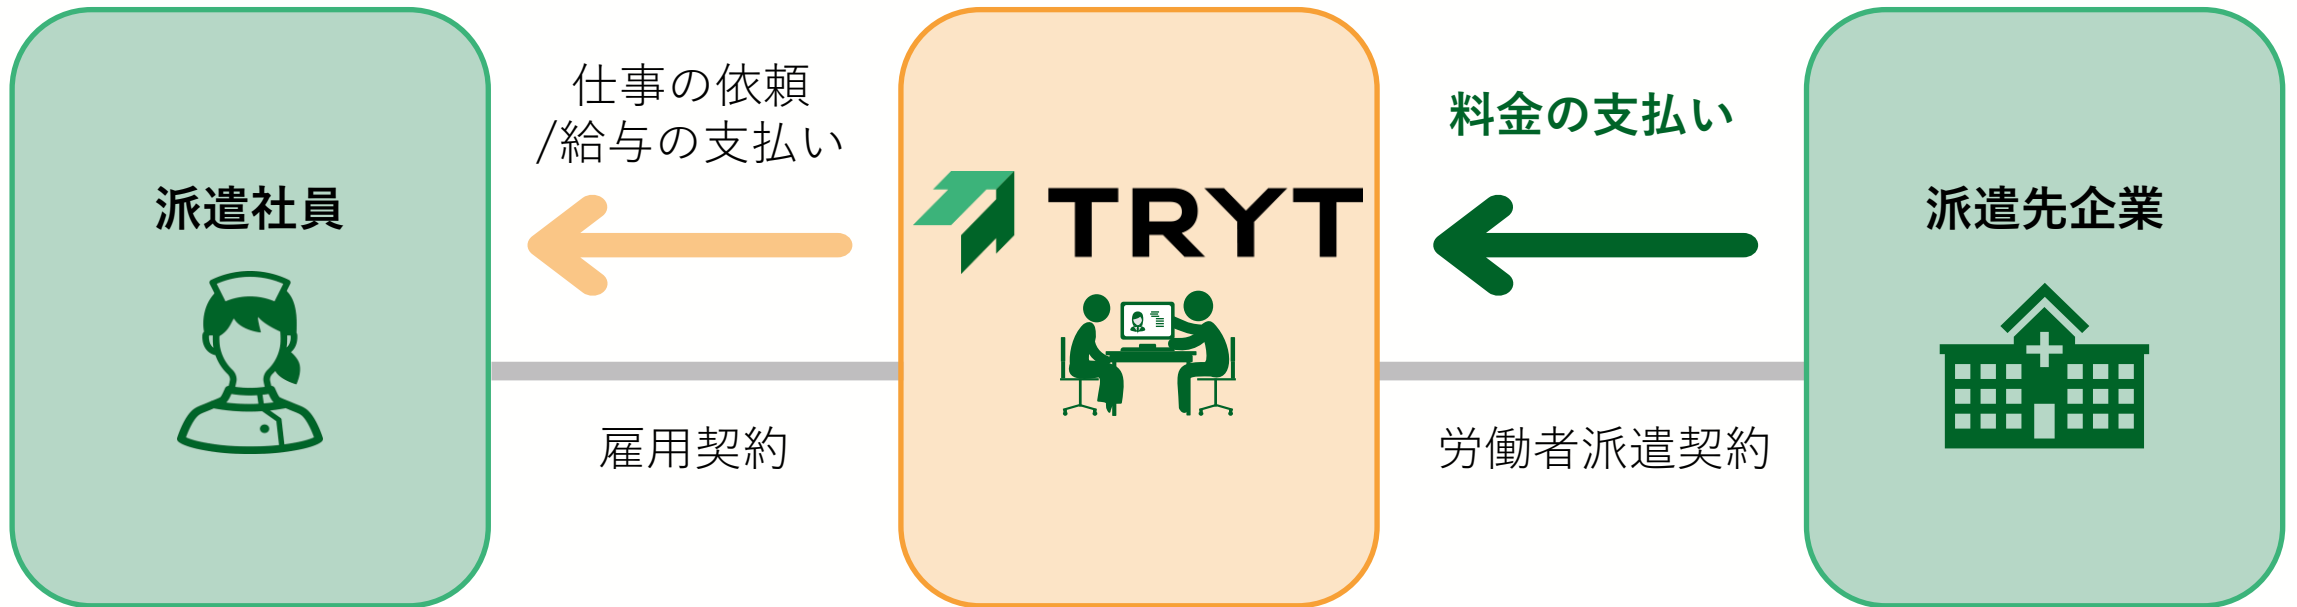 派遣社員
仕事の依頼
/給与の支払い
雇用契約
TRYT
料金の支払い
労働者派遣契約
派遣先企業